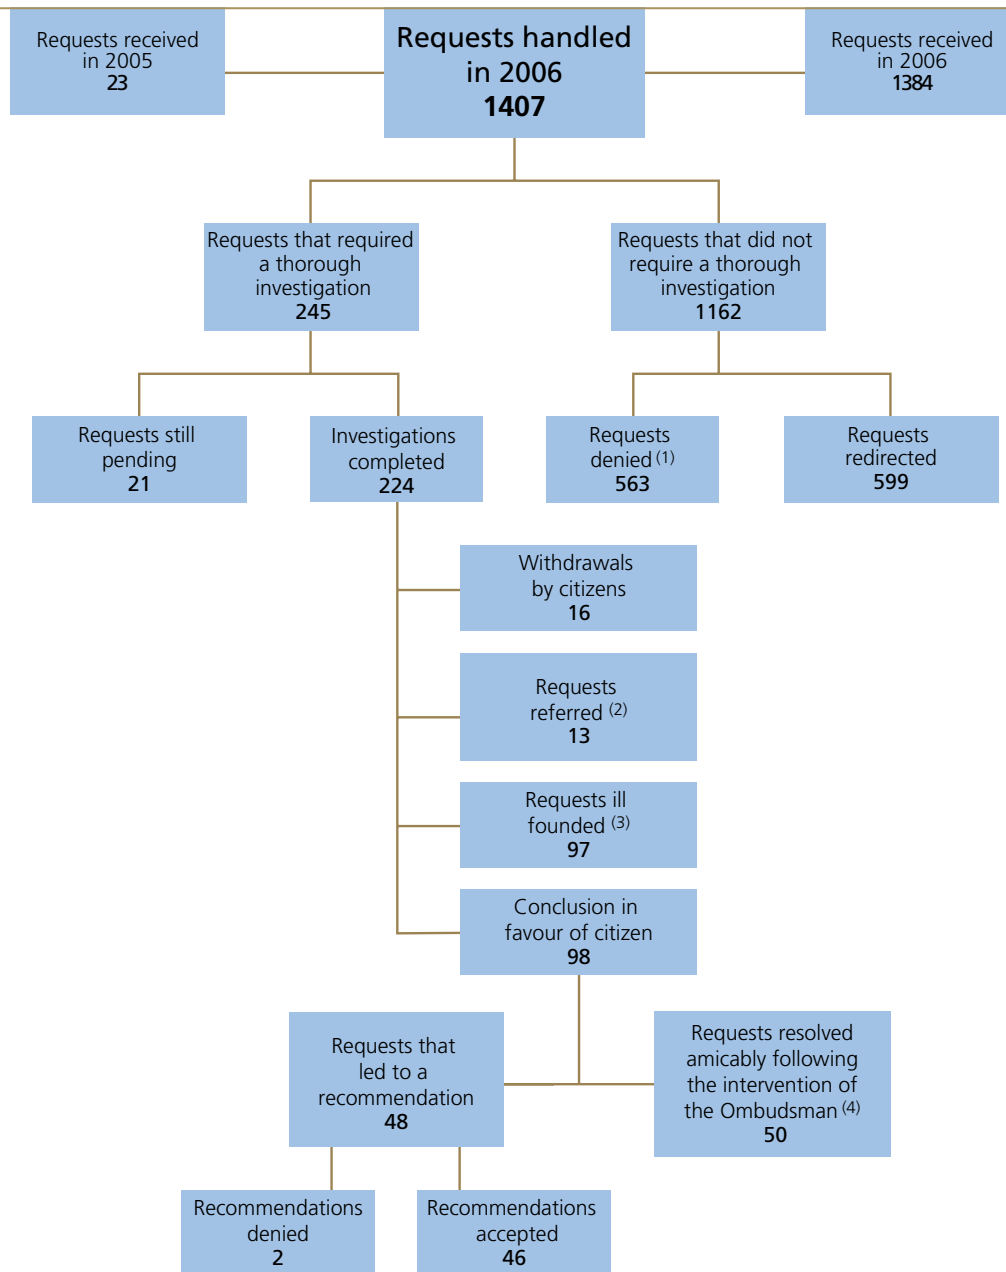 Requests received
in 2005
23
Requests handled
in 2006
1407
Requests received
in 2006
1384
Requests that required
a thorough
investigation
245
Requests that did not
require a thorough
investigation
1162
Requests still
pending
21
Investigations
completed
224
Requests
denied (1)
563
Requests
redirected
599
Withdrawals
by citizens
16
Requests
referred (2)
13
Requests ill
founded (3)
97
Conclusion in
favour of citizen
98
Requests that
led to a
recommendation
48
Requests resolved
amicably following
the intervention of
the Ombudsman (4)
50
Recommendations
denied
2
Recommendations
accepted
46